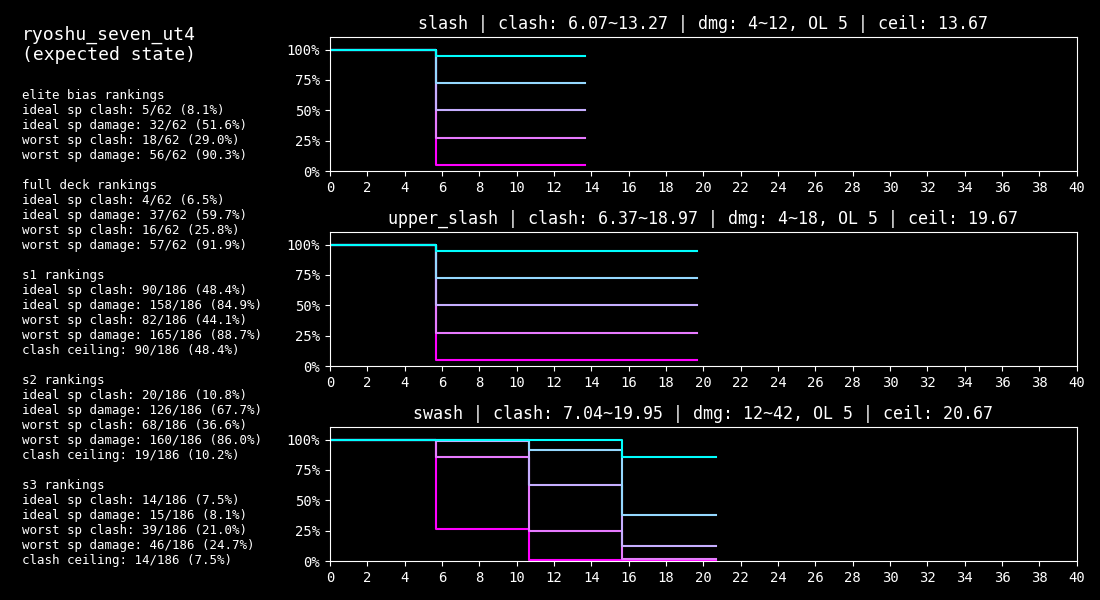 ryoshu_seven_ut4
(expected state)
elite bias rankings
ideal sp clash: 5/62 (8.1%)
ideal sp damage: 32/62 (51.6%)
worst sp clash: 18/62 (29.0%)
worst sp damage: 56/62 (90.3%)
full deck rankings
ideal sp clash: 4/62 (6.5%)
ideal sp damage: 37/62 (59.7%)
worst sp clash: 16/62 (25.8%)
worst sp damage: 57/62 (91.9%)
s1 rankings
ideal sp clash: 90/186 (48.4%)
ideal sp damage: 158/186 (84.9%)
worst sp clash: 82/186 (44.1%)
worst sp damage: 165/186 (88.7%)
clash ceiling: 90/186 (48.4%)
s2 rankings
ideal sp clash: 20/186 (10.8%)
ideal sp damage: 126/186 (67.7%)
worst sp clash: 68/186 (36.6%)
worst sp damage: 160/186 (86.0%)
clash ceiling: 19/186 (10.2%)
s3 rankings
ideal sp clash: 14/186 (7.5%)
ideal sp damage: 15/186 (8.1%)
worst sp clash: 39/186 (21.0%)
worst sp damage: 46/186 (24.7%)
clash ceiling: 14/186 (7.5%)
slash | clash: 6.07~13.27 | dmg: 4~12, OL 5 | ceil: 13.67
100%
75%
50%
25%
0%
0 2 4 6 8 10 12 14 16 18 20 22 24 26 28 30 32 34 36 38 40
upper_slash | clash: 6.37~18.97 | dmg: 4~18, OL 5 | ceil: 19.67
100%
75%
50%
25%
0%
0 2 4 6 8 10 12 14 16 18 20 22 24 26 28 30 32 34 36 38 40
swash | clash: 7.04~19.95 | dmg: 12~42, OL 5 | ceil: 20.67
100%
75%
50%
25%
0%
0 2 4 6 8 10 12 14 16 18 20 22 24 26 28 30 32 34 36 38 40